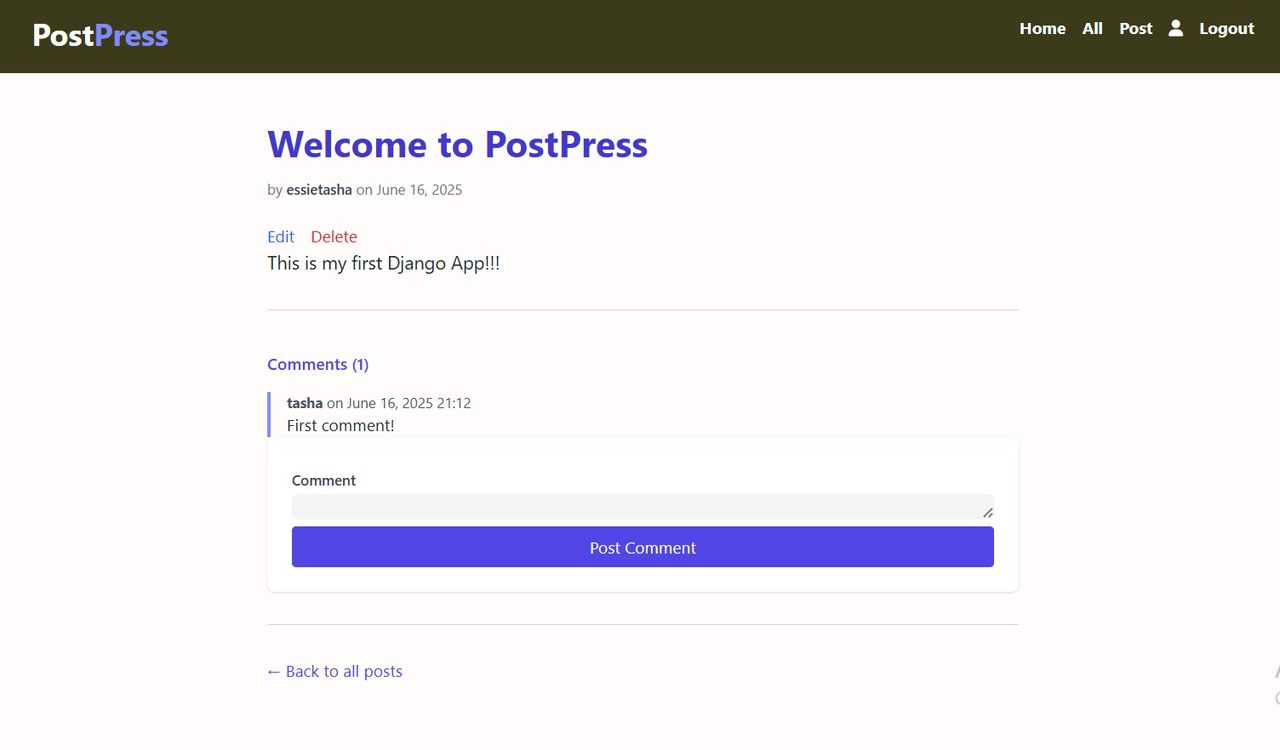 PostPress
Home All Post Logout
Welcome to PostPress
by essietasha on June 16, 2025
Edit Delete
This is my first Django App!!!
Comments (1)
tasha on June 16, 2025 21:12
First comment!
Comment
Post Comment
← Back to all posts